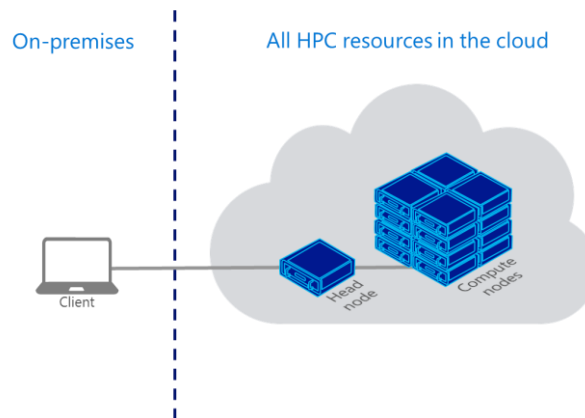 On-premises
All HPC resources in the cloud
Client
Head
node
Compute
nodes